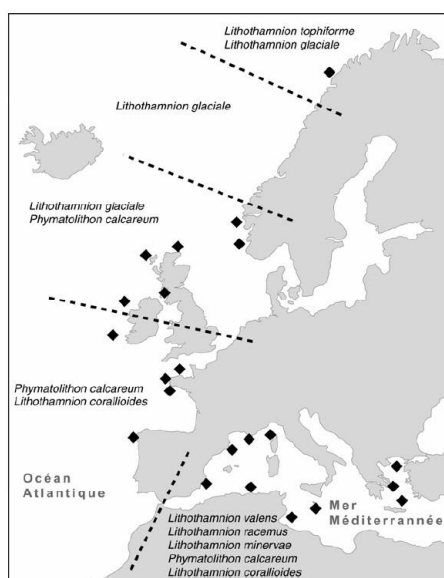 Lithothamnion tophiforme
Lithothamnion glaciale
Lithothamnion glaciale
Lithothamnion glaciale
Phymatolithon calcareum
Phymatolithon calcareum
Lithothamnion corallioides
Océan
Atlantique
Mer
Méditerrannée
Lithothamnion valens
Lithothamnion racemus
Lithothamnion minervae
Phymatolithon calcareum
Lithothamnion corallioides